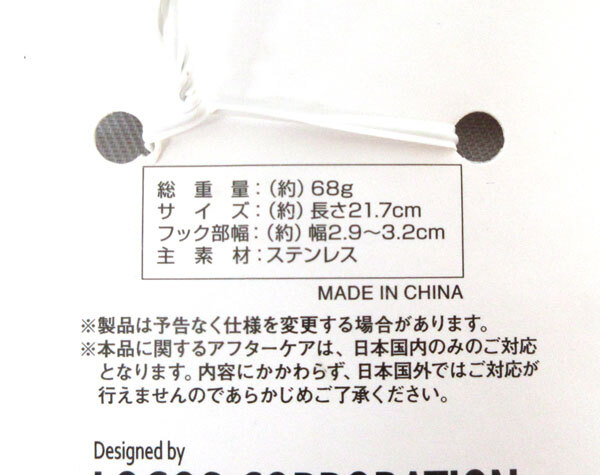 総重量：（約）68g
サイズ：（約）長さ21.7cm
フック部幅：（約）幅2.9〜3.2cm
主素材：ステンレス
MADE IN CHINA
※製品は予告なく仕様を変更する場合があります。
※本品に関するアフターケアは、日本国内のみのご対応
となります。内容にかかわらず、日本国外ではご対応が
行えませんのであらかじめご了承ください。
Designed by
LOGOS CORPORATION